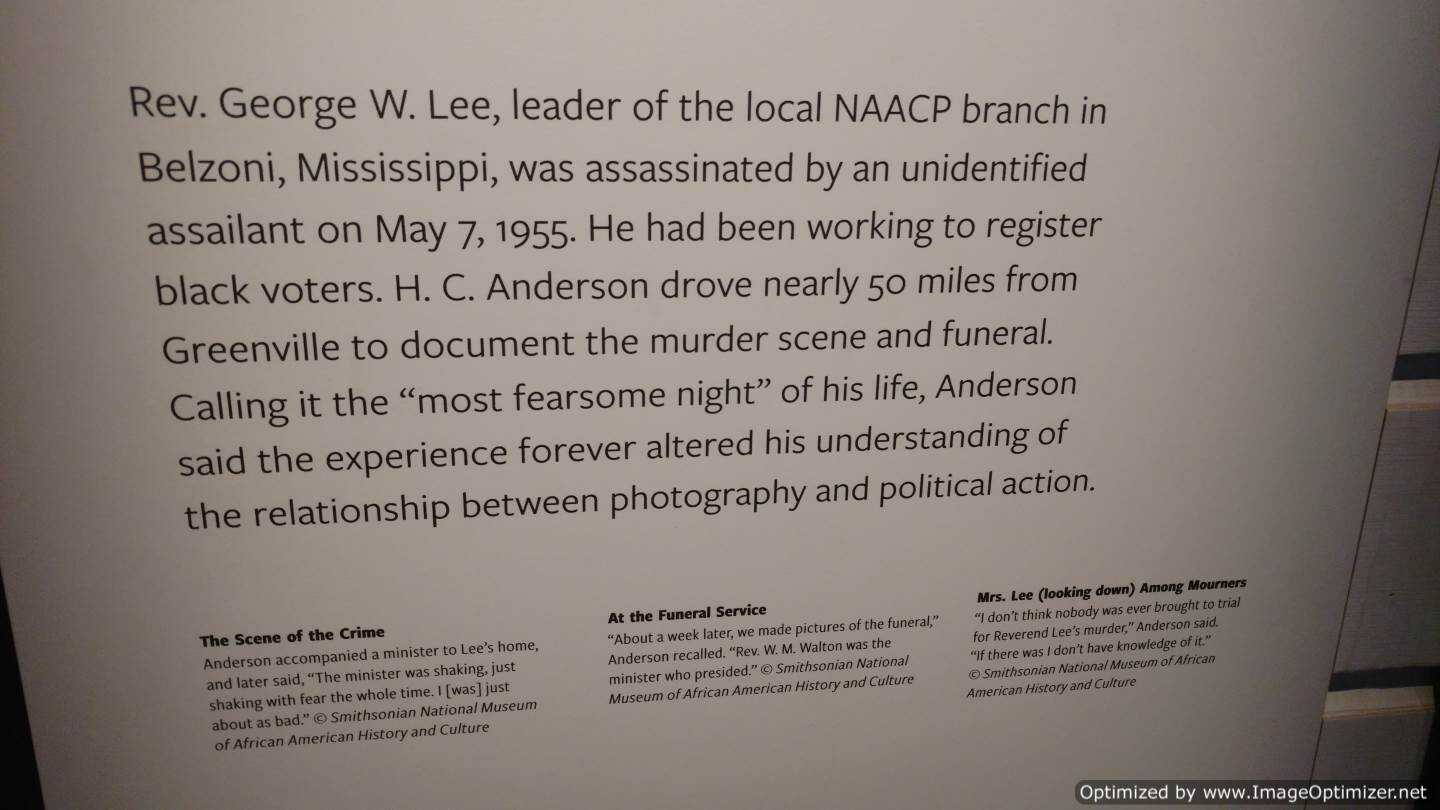 Rev. George W. Lee, leader of the local NAACP branch in
Belzoni, Mississippi, was assassinated by an unidentified
assailant on May 7, 1955. He had been working to register
black voters. H. C. Anderson drove nearly 50 miles from
Greenville to document the murder scene and funeral.
Calling it the “most fearsome night” of his life, Anderson
said the experience forever altered his understanding of
the relationship between photography and political action.
The Scene of the Crime
Anderson accompanied a minister to Lee’s home,
and later said, “The minister was shaking, just
shaking with fear the whole time. I [was] just
about as bad.” © Smithsonian National Museum
of African American History and Culture
At the Funeral Service
“About a week later, we made pictures of the funeral,”
Anderson recalled. “Rev. W. M. Walton was the
minister who presided.” © Smithsonian National
Museum of African American History and Culture
Mrs. Lee (looking down) Among Mourners
“I don’t think nobody was ever brought to trial
for Reverend Lee’s murder,” Anderson said.
“If there was I don’t have knowledge of it.”
© Smithsonian National Museum of African
American History and Culture
Optimized by www.ImageOptimizer.net